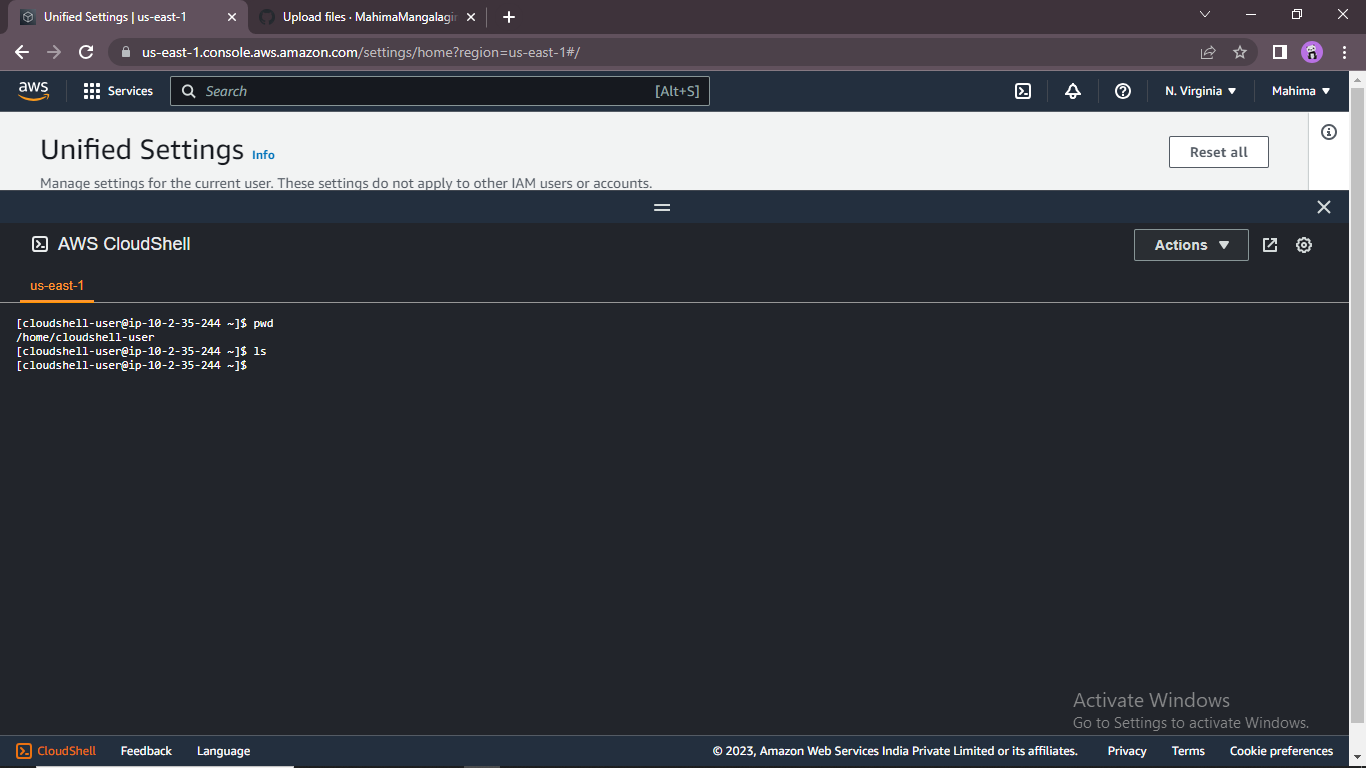 Unified Settings | us-east-1
Upload files · MahimaMangalagir
us-east-1.console.aws.amazon.com/settings/home?region=us-east-1#/
aws
Services
Search
[Alt+S]
N. Virginia
Mahima
Unified Settings Info
Reset all
Manage settings for the current user. These settings do not apply to other IAM users or accounts.
AWS CloudShell
Actions
us-east-1
[cloudshell-user@ip-10-2-35-244 ~]$ pwd
/home/cloudshell-user
[cloudshell-user@ip-10-2-35-244 ~]$ ls
[cloudshell-user@ip-10-2-35-244 ~]$
Activate Windows
Go to Settings to activate Windows.
CloudShell
Feedback
Language
© 2023, Amazon Web Services India Private Limited or its affiliates.
Privacy
Terms
Cookie preferences